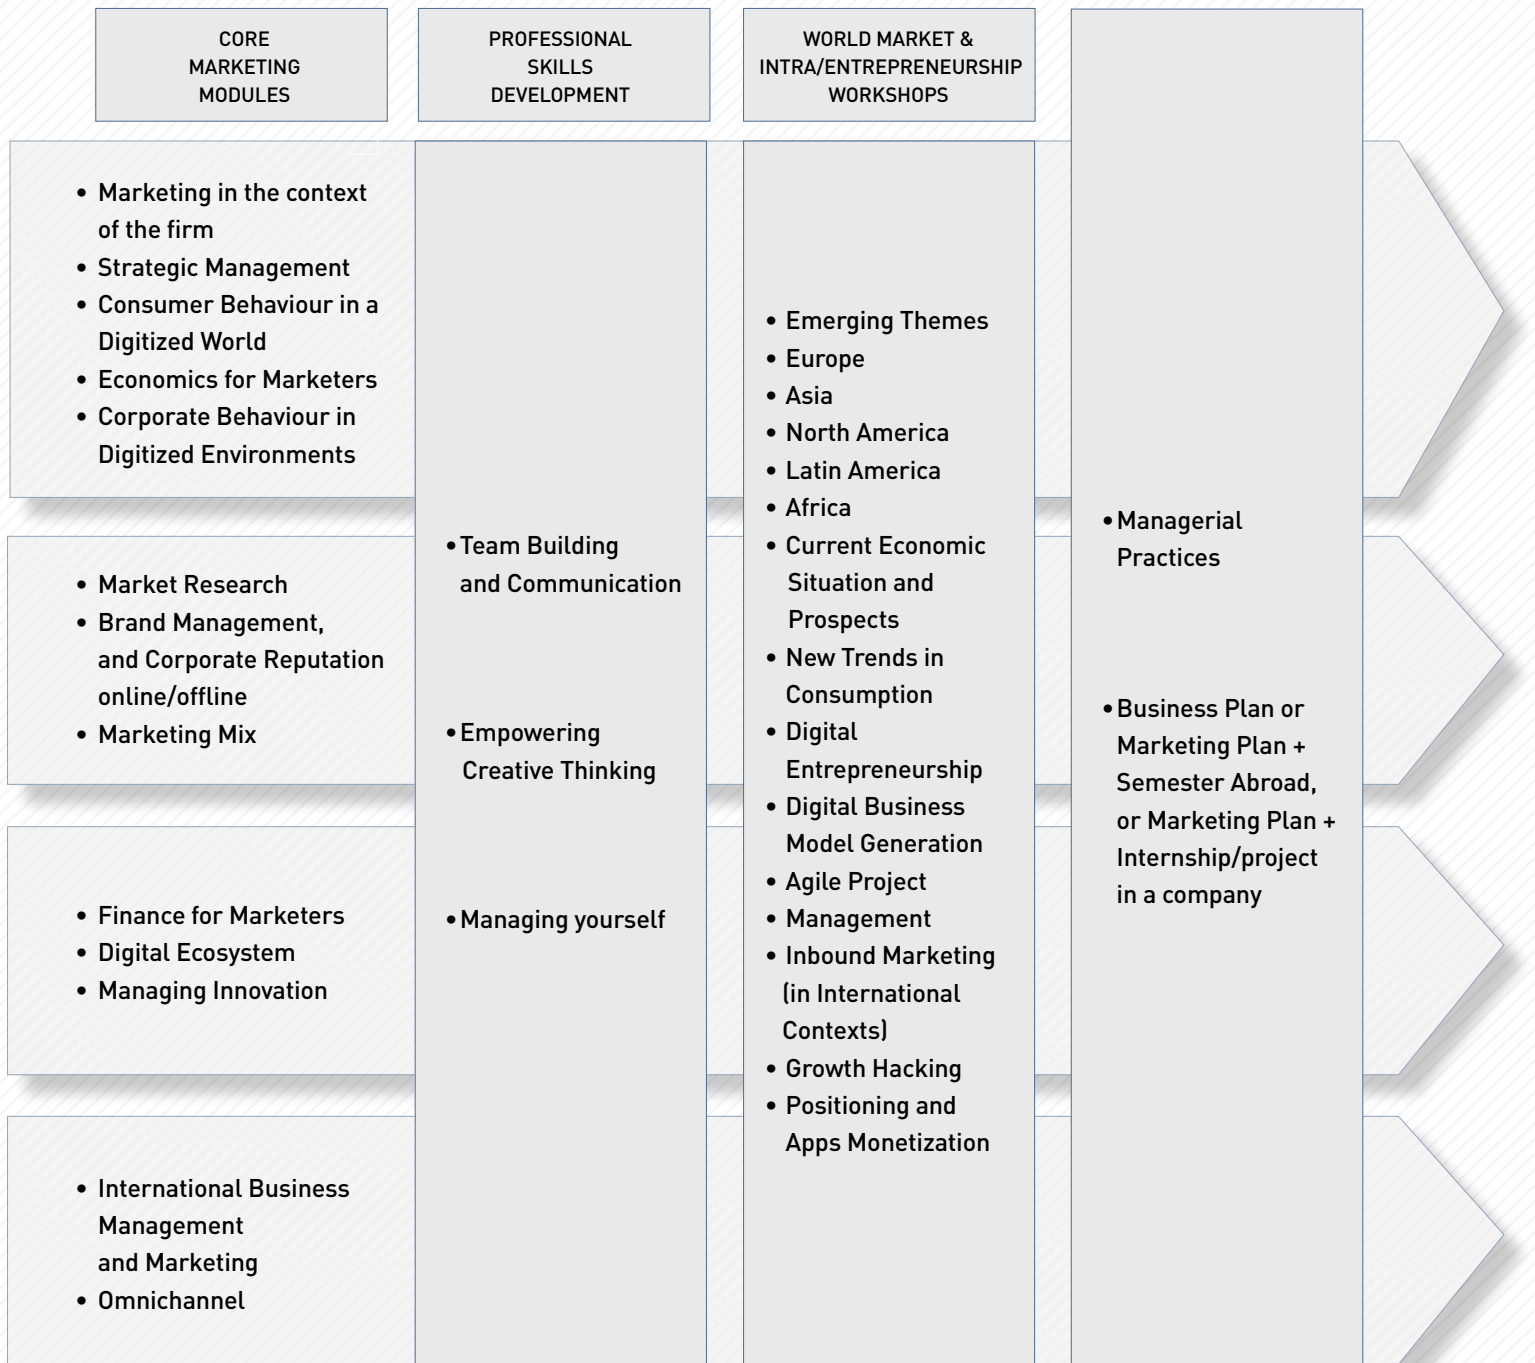 CORE
MARKETING
MODULES
PROFESSIONAL
SKILLS
DEVELOPMENT
WORLD MARKET &
INTRA/ENTREPRENEURSHIP
WORKSHOPS
• Marketing in the context
of the firm
• Strategic Management
• Consumer Behaviour in a
Digitized World
• Economics for Marketers
• Corporate Behaviour in
Digitized Environments
• Market Research
• Brand Management,
and Corporate Reputation
online/offline
• Marketing Mix
• Finance for Marketers
• Digital Ecosystem
• Managing Innovation
• International Business
Management
and Marketing
• Omnichannel
• Team Building
and Communication
• Empowering
Creative Thinking
• Managing yourself
• Emerging Themes
• Europe
• Asia
• North America
• Latin America
• Africa
• Current Economic
Situation and
Prospects
• New Trends in
Consumption
• Digital
Entrepreneurship
• Digital Business
Model Generation
• Agile Project
• Management
• Inbound Marketing
(in International
Contexts)
• Growth Hacking
• Positioning and
Apps Monetization
• Managerial
Practices
• Business Plan or
Marketing Plan +
Semester Abroad,
or Marketing Plan +
Internship/project
in a company